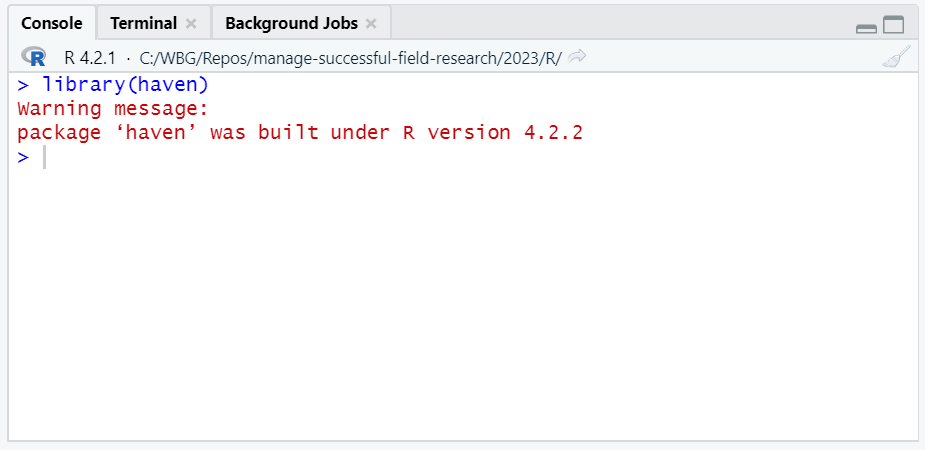 Console Terminal Background Jobs
R R 4.2.1 · C:/WBG/Repos/manage-successful-field-research/2023/R/
> library(haven)
Warning message:
package ‘haven’ was built under R version 4.2.2
>